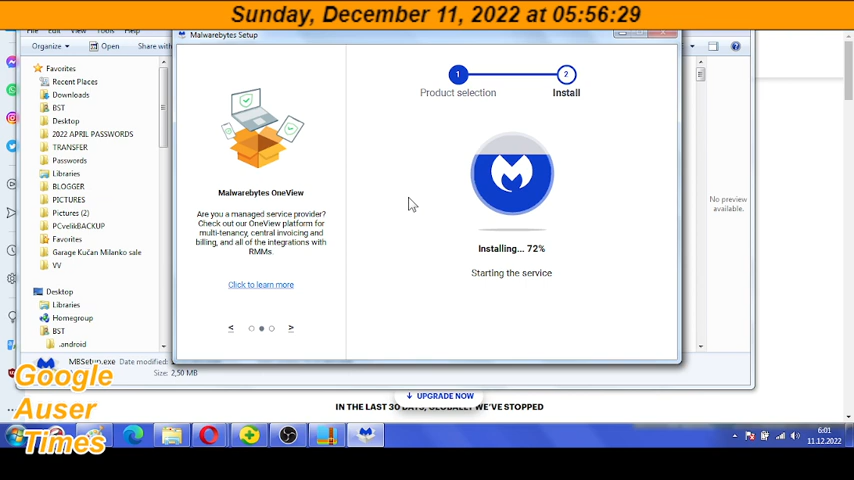 Sunday, December 11, 2022 at 05:56:29
File Edit View Tools Help
Malwarebytes Setup
Organize
Open
Share with
Favorites
Recent Places
Downloads
BST
Desktop
2022 APRIL PASSWORDS
TRANSFER
Passwords
Libraries
BLOGGER
PICTURES
Pictures (2)
PCvelikBACKUP
Favorites
Garage Kučan Milanko sale
VV
Desktop
Libraries
Homegroup
BST
.android
Malwarebytes OneView
Are you a managed service provider?
Check out our OneView platform for
multi-tenancy, central invoicing and
billing, and all of the integrations with
RMMs.
Click to learn more
<
>
1
2
Product selection
Install
Installing... 72%
Starting the service
No preview
available.
MBSetup.exe Date modified:
Size: 2,50 MB
UPGRADE NOW
IN THE LAST 30 DAYS, GLOBALLY WE'VE STOPPED
Google
Auser
Times
6:01
11.12.2022